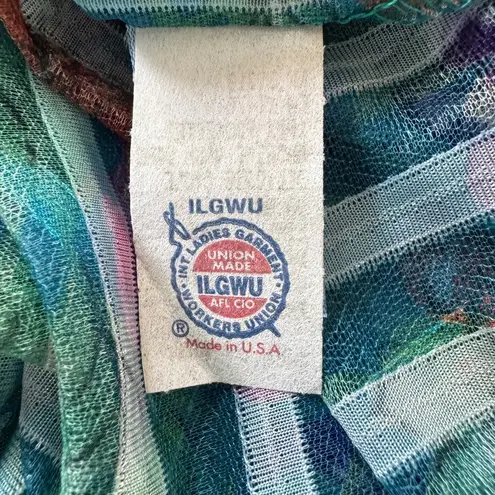 ILGWU
INT LADIES GARMENT
WORKERS UNION
UNION
MADE
ILGWU
AFL CIO
®
Made in U.S.A